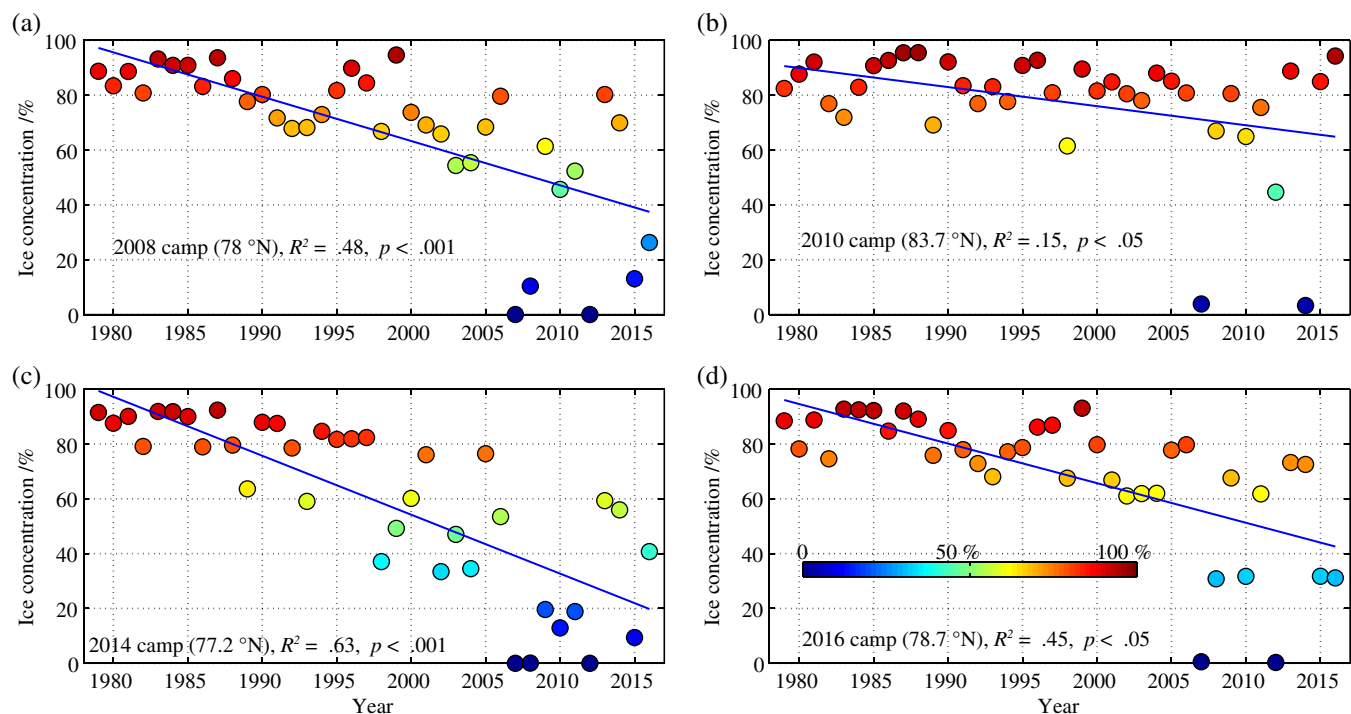 (a)
Ice concentration /%
100
80
60
40
20
0
2008 camp (78 °N), R² = .48, p < .001
1980 1985 1990 1995 2000 2005 2010 2015
(b)
Ice concentration /%
100
80
60
40
20
0
2010 camp (83.7 °N), R² = .15, p < .05
1980 1985 1990 1995 2000 2005 2010 2015
(c)
Ice concentration /%
100
80
60
40
20
0
2014 camp (77.2 °N), R² = .63, p < .001
1980 1985 1990 1995 2000 2005 2010 2015
Year
(d)
Ice concentration /%
100
80
60
40
20
0
0 50 % 100 %
2016 camp (78.7 °N), R² = .45, p < .05
1980 1985 1990 1995 2000 2005 2010 2015
Year